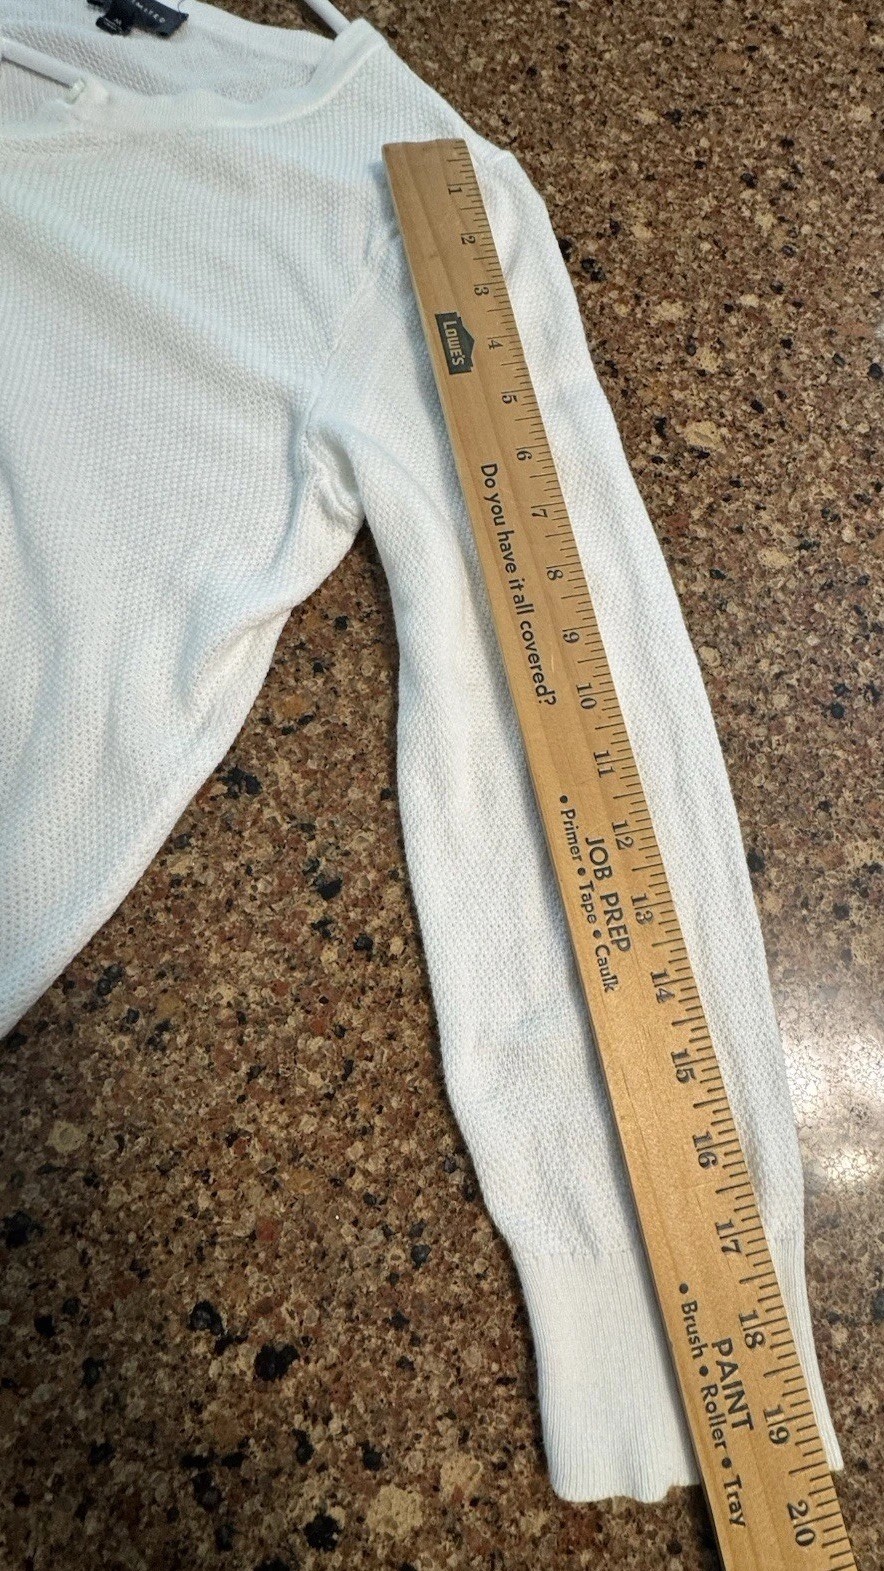 M
1
2
3
4
5
6
7
8
9
10
11
12
13
14
15
16
17
18
19
20
LOWE'S
Do you have it all covered?
JOB PREP
• Primer • Tape • Caulk
PAINT
• Brush • Roller • Tray